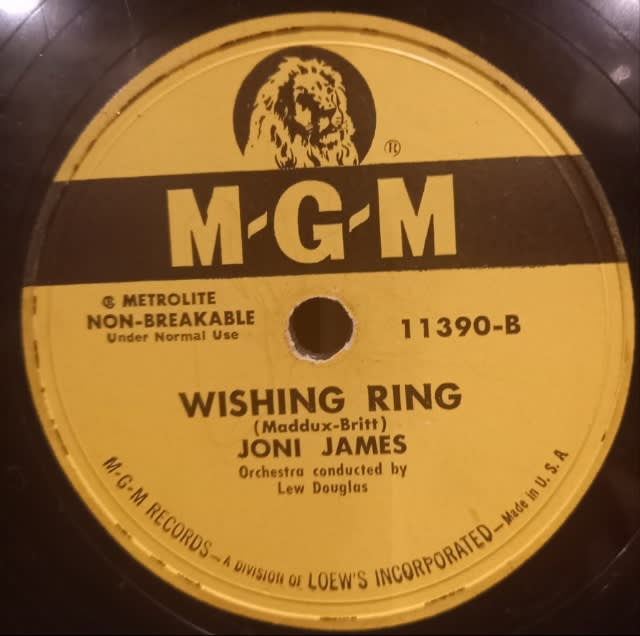 ®
M-G-M
® METROLITE
NON-BREAKABLE
Under Normal Use
11390-B
WISHING RING
(Maddux-Britt)
JONI JAMES
Orchestra conducted by
Lew Douglas
M-G-M RECORDS—A DIVISION OF LOEW'S INCORPORATED—Made in U. S. A